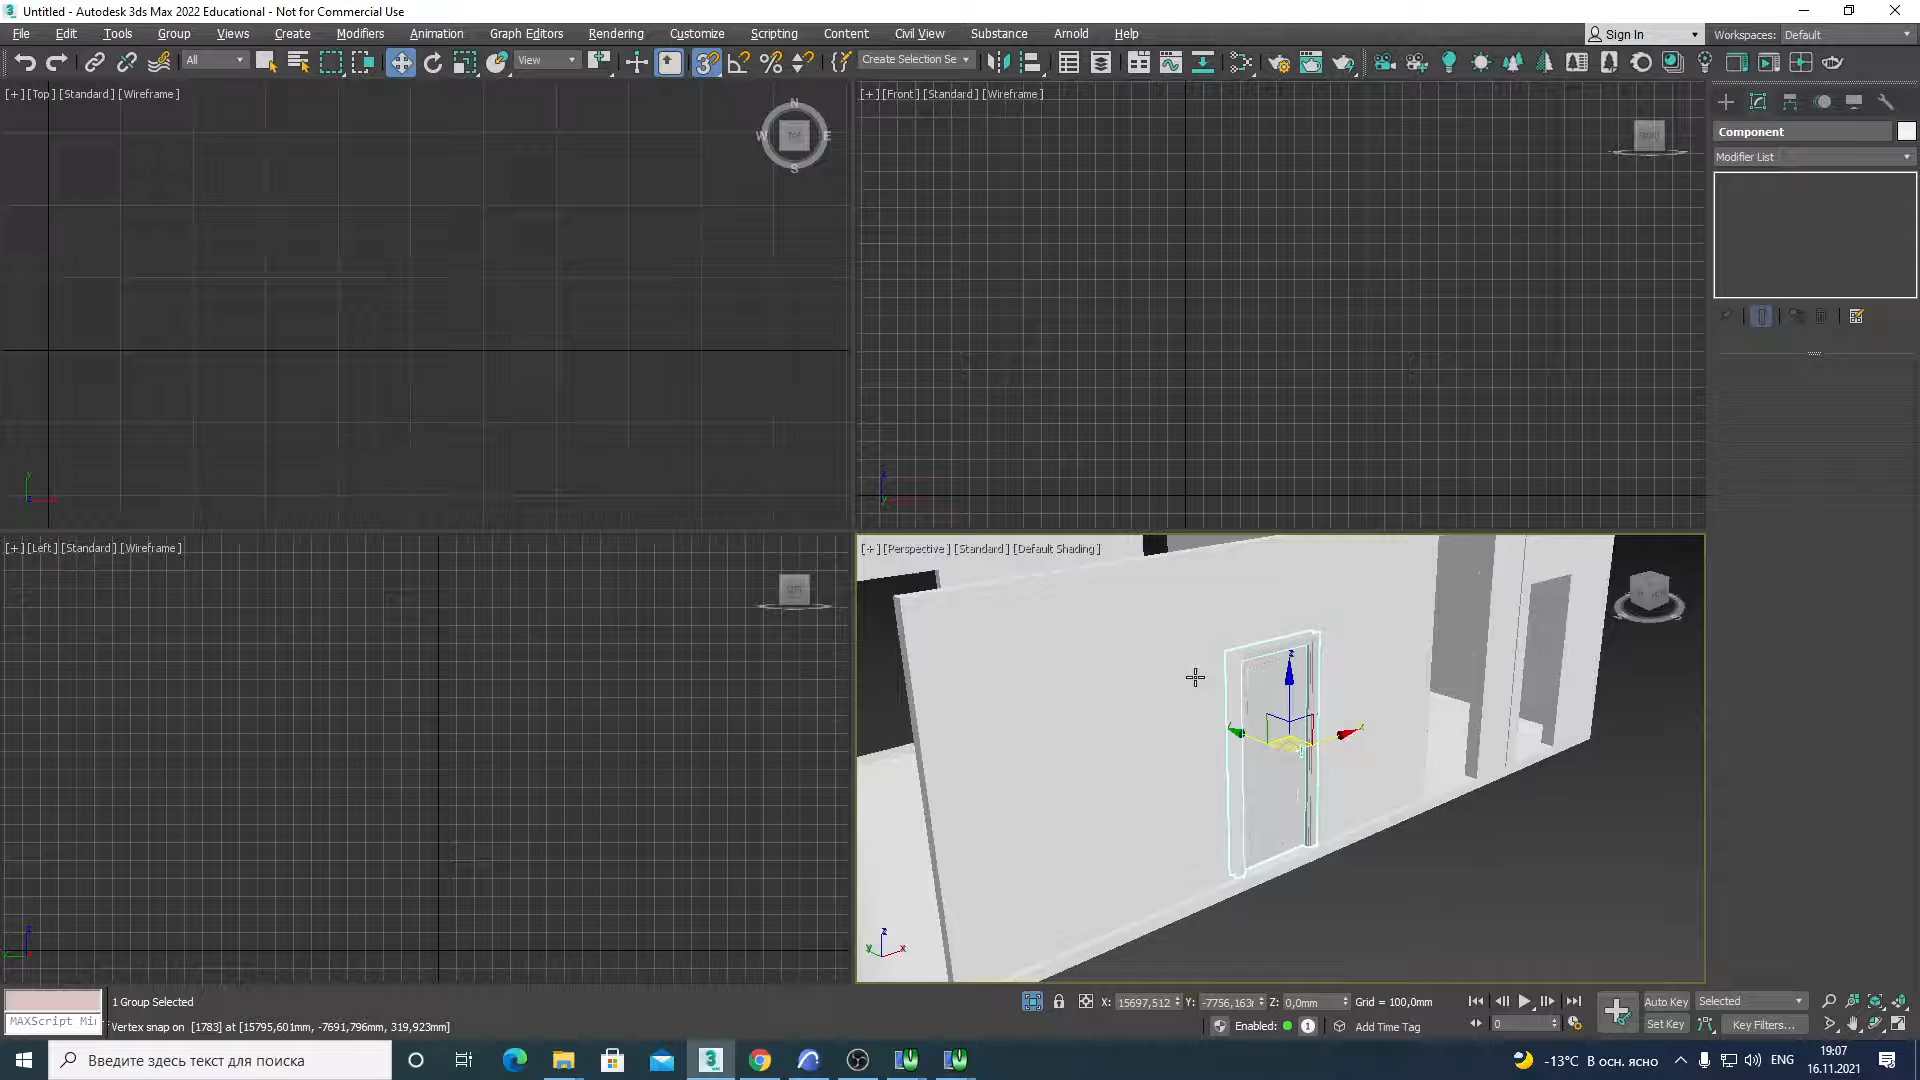 Untitled - Autodesk 3ds Max 2022 Educational - Not for Commercial Use
File Edit Tools Group Views Create Modifiers Animation Graph Editors Rendering Customize Scripting Content Civil View Substance Arnold Help
Sign In
Workspaces: Default
All
View
Create Selection Se
[+] [Top] [Standard] [Wireframe]
[+] [Front] [Standard] [Wireframe]
N
W TOP E
S
FRONT
Component
Modifier List
[+] [Left] [Standard] [Wireframe]
[+] [Perspective] [Standard] [Default Shading]
1 Group Selected
X: 15697,512 Y: -7756,163r Z: 0,0mm Grid = 100,0mm
Auto Key Selected
MAXScript Mi
Vertex snap on [1783] at [15795,601mm, -7691,796mm, 319,923mm]
Enabled: 1 Add Time Tag
0
Set Key Key Filters...
Введите здесь текст для поиска
-13°C В осн. ясно
ENG
19:07
16.11.2021